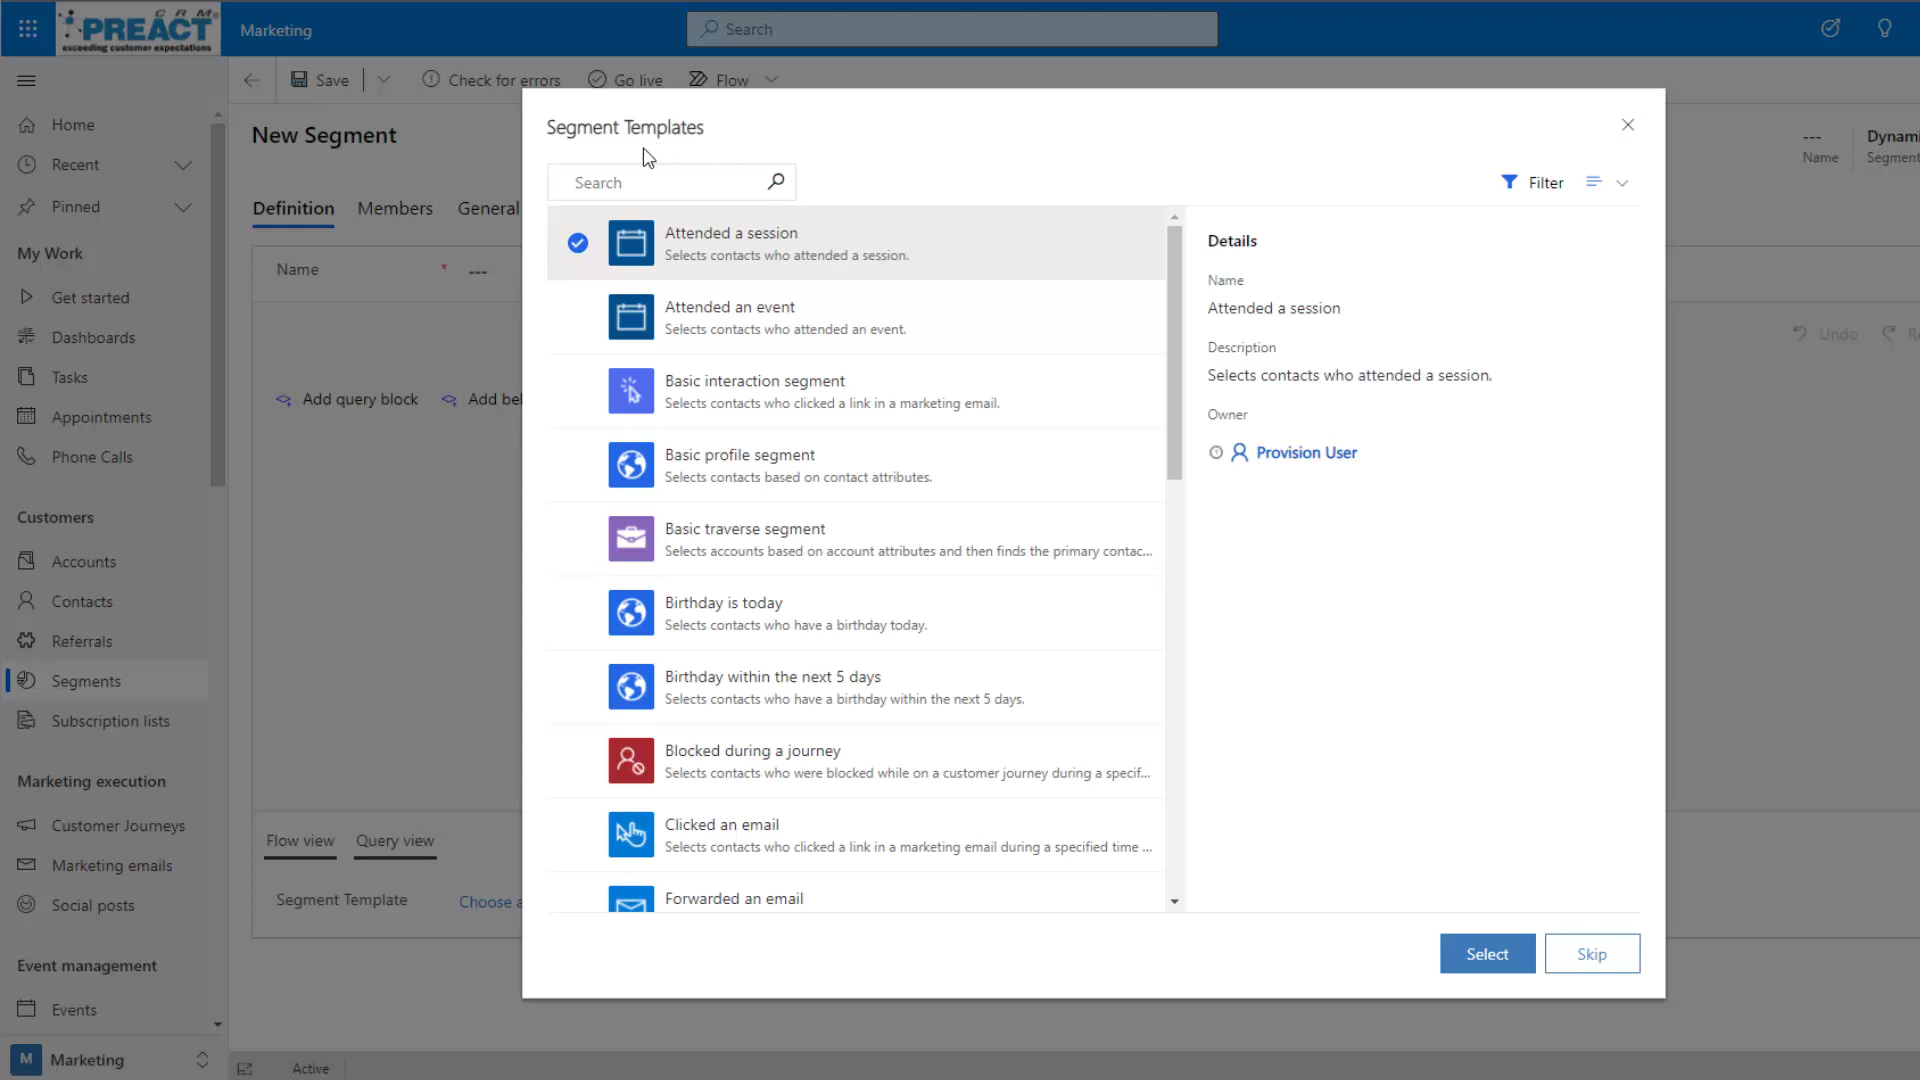 CRM
PREACT
exceeding customer expectations
Marketing
Search
Save
Check for errors
Go live
Flow
Home
Recent
Pinned
My Work
Get started
Dashboards
Tasks
Appointments
Phone Calls
Customers
Accounts
Contacts
Referrals
Segments
Subscription lists
Marketing execution
Customer Journeys
Marketing emails
Social posts
Event management
Events
M Marketing
New Segment
---
Name
Dynami
Segment
Definition Members General
Name * ---
Undo Re
Add query block Add bel
Flow view Query view
Segment Template Choose a
Active
Segment Templates
Search
Filter
Attended a session
Selects contacts who attended a session.
Attended an event
Selects contacts who attended an event.
Basic interaction segment
Selects contacts who clicked a link in a marketing email.
Basic profile segment
Selects contacts based on contact attributes.
Basic traverse segment
Selects accounts based on account attributes and then finds the primary contac...
Birthday is today
Selects contacts who have a birthday today.
Birthday within the next 5 days
Selects contacts who have a birthday within the next 5 days.
Blocked during a journey
Selects contacts who were blocked while on a customer journey during a specif...
Clicked an email
Selects contacts who clicked a link in a marketing email during a specified time ...
Forwarded an email
Details
Name
Attended a session
Description
Selects contacts who attended a session.
Owner
Provision User
Select
Skip